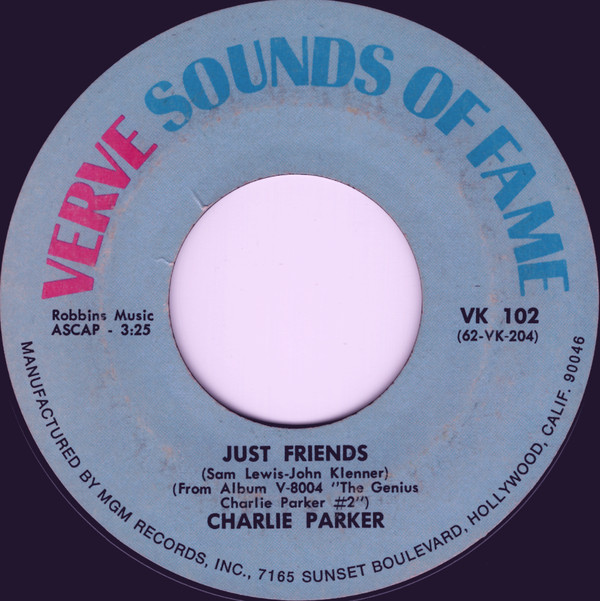 VERVE SOUNDS OF FAME
Robbins Music
ASCAP - 3:25
VK 102
(62-VK-204)
JUST FRIENDS
(Sam Lewis-John Klenner)
(From Album V-8004 "The Genius
Charlie Parker #2")
CHARLIE PARKER
MANUFACTURED BY MGM RECORDS, INC., 7165 SUNSET BOULEVARD, HOLLYWOOD, CALIF. 90046